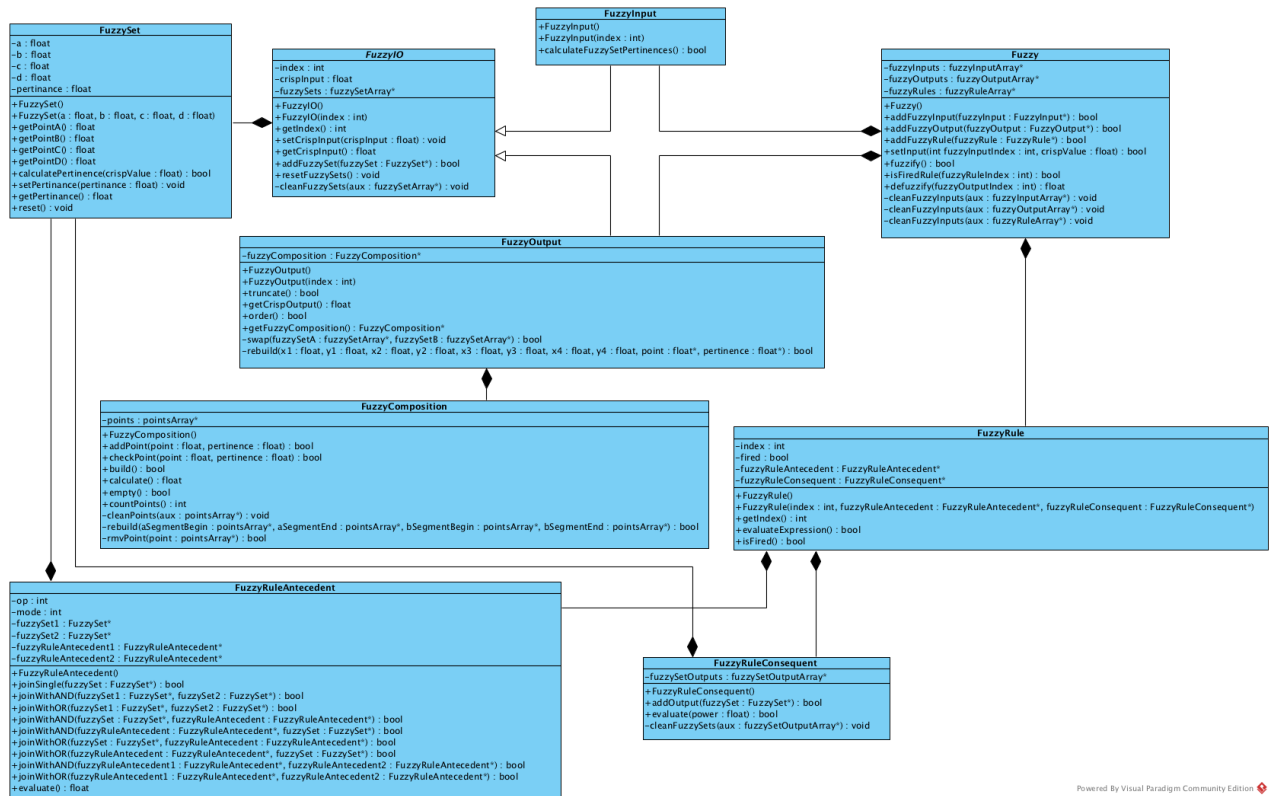 FuzzySet
-a : float
-b : float
-c : float
-d : float
-pertinance : float
+FuzzySet()
+FuzzySet(a : float, b : float, c : float, d : float)
+getPointA() : float
+getPointB() : float
+getPointC() : float
+getPointD() : float
+calculatePertinence(crispValue : float) : bool
+setPertinance(pertinance : float) : void
+getPertinance() : float
+reset() : void
FuzzyIO
-index : int
-crispInput : float
-fuzzySets : fuzzySetArray*
+FuzzyIO()
+FuzzyIO(index : int)
+getIndex() : int
+setCrispInput(crispInput : float) : void
+getCrispInput() : float
+addFuzzySet(fuzzySet : FuzzySet*) : bool
+resetFuzzySets() : void
-cleanFuzzySets(aux : fuzzySetArray*) : void
FuzzyInput
+FuzzyInput()
+FuzzyInput(index : int)
+calculateFuzzySetPertinences() : bool
Fuzzy
-fuzzyInputs : fuzzyInputArray*
-fuzzyOutputs : fuzzyOutputArray*
-fuzzyRules : fuzzyRuleArray*
+Fuzzy()
+addFuzzyInput(fuzzyInput : FuzzyInput*) : bool
+addFuzzyOutput(fuzzyOutput : FuzzyOutput*) : bool
+addFuzzyRule(fuzzyRule : FuzzyRule*) : bool
+setInput(int fuzzyInputIndex : int, crispValue : float) : bool
+fuzzify() : bool
+isFiredRule(fuzzyRuleIndex : int) : bool
+defuzzify(fuzzyOutputIndex : int) : float
-cleanFuzzyInputs(aux : fuzzyInputArray*) : void
-cleanFuzzyInputs(aux : fuzzyOutputArray*) : void
-cleanFuzzyInputs(aux : fuzzyRuleArray*) : void
FuzzyOutput
-fuzzyComposition : FuzzyComposition*
+FuzzyOutput()
+FuzzyOutput(index : int)
+truncate() : bool
+getCrispOutput() : float
+order() : bool
+getFuzzyComposition() : FuzzyComposition*
-swap(fuzzySetA : fuzzySetArray*, fuzzySetB : fuzzySetArray*) : bool
-rebuild(x1 : float, y1 : float, x2 : float, y2 : float, x3 : float, y3 : float, x4 : float, y4 : float, point : float*, pertinence : float*) : bool
FuzzyComposition
-points : pointsArray*
+FuzzyComposition()
+addPoint(point : float, pertinence : float) : bool
+checkPoint(point : float, pertinence : float) : bool
+build() : bool
+calculate() : float
+empty() : bool
+countPoints() : int
-cleanPoints(aux : pointsArray*) : void
-rebuild(aSegmentBegin : pointsArray*, aSegmentEnd : pointsArray*, bSegmentBegin : pointsArray*, bSegmentEnd : pointsArray*) : bool
-rmvPoint(point : pointsArray*) : bool
FuzzyRule
-index : int
-fired : bool
-fuzzyRuleAntecedent : FuzzyRuleAntecedent*
-fuzzyRuleConsequent : FuzzyRuleConsequent*
+FuzzyRule()
+FuzzyRule(index : int, fuzzyRuleAntecedent : FuzzyRuleAntecedent*, fuzzyRuleConsequent : FuzzyRuleConsequent*)
+getIndex() : int
+evaluateExpression() : bool
+isFired() : bool
FuzzyRuleAntecedent
-op : int
-mode : int
-fuzzySet1 : FuzzySet*
-fuzzySet2 : FuzzySet*
-fuzzyRuleAntecedent1 : FuzzyRuleAntecedent*
-fuzzyRuleAntecedent2 : FuzzyRuleAntecedent*
+FuzzyRuleAntecedent()
+joinSingle(fuzzySet : FuzzySet*) : bool
+joinWithAND(fuzzySet1 : FuzzySet*, fuzzySet2 : FuzzySet*) : bool
+joinWithOR(fuzzySet1 : FuzzySet*, fuzzySet2 : FuzzySet*) : bool
+joinWithAND(fuzzySet : FuzzySet*, fuzzyRuleAntecede : FuzzyRuleAntecedent*) : bool
+joinWithAND(fuzzyRuleAntecedent : FuzzyRuleAntecedent*, fuzzySet : FuzzySet*) : bool
+joinWithOR(fuzzySet : FuzzySet*, fuzzyRuleAntecedent : FuzzyRuleAntecedent*) : bool
+joinWithOR(fuzzyRuleAntecedent : FuzzyRuleAntecedent*, fuzzySet : FuzzySet*) : bool
+joinWithAND(fuzzyRuleAntecedent1 : FuzzyRuleAntecedent*, fuzzyRuleAntecedent2 : FuzzyRuleAntecedent*) : bool
+joinWithOR(fuzzyRuleAntecedent1 : FuzzyRuleAntecedent*, fuzzyRuleAntecedent2 : FuzzyRuleAntecedent*) : bool
+evaluate() : float
FuzzyRuleConsequent
-fuzzySetOutputs : fuzzySetOutputArray*
+FuzzyRuleConsequent()
+addOutput(fuzzySet : FuzzySet*) : bool
+evaluate(power : float) : bool
-cleanFuzzySets(aux : fuzzySetOutputArray*) : void
Powered By Visual Paradigm Community Edition